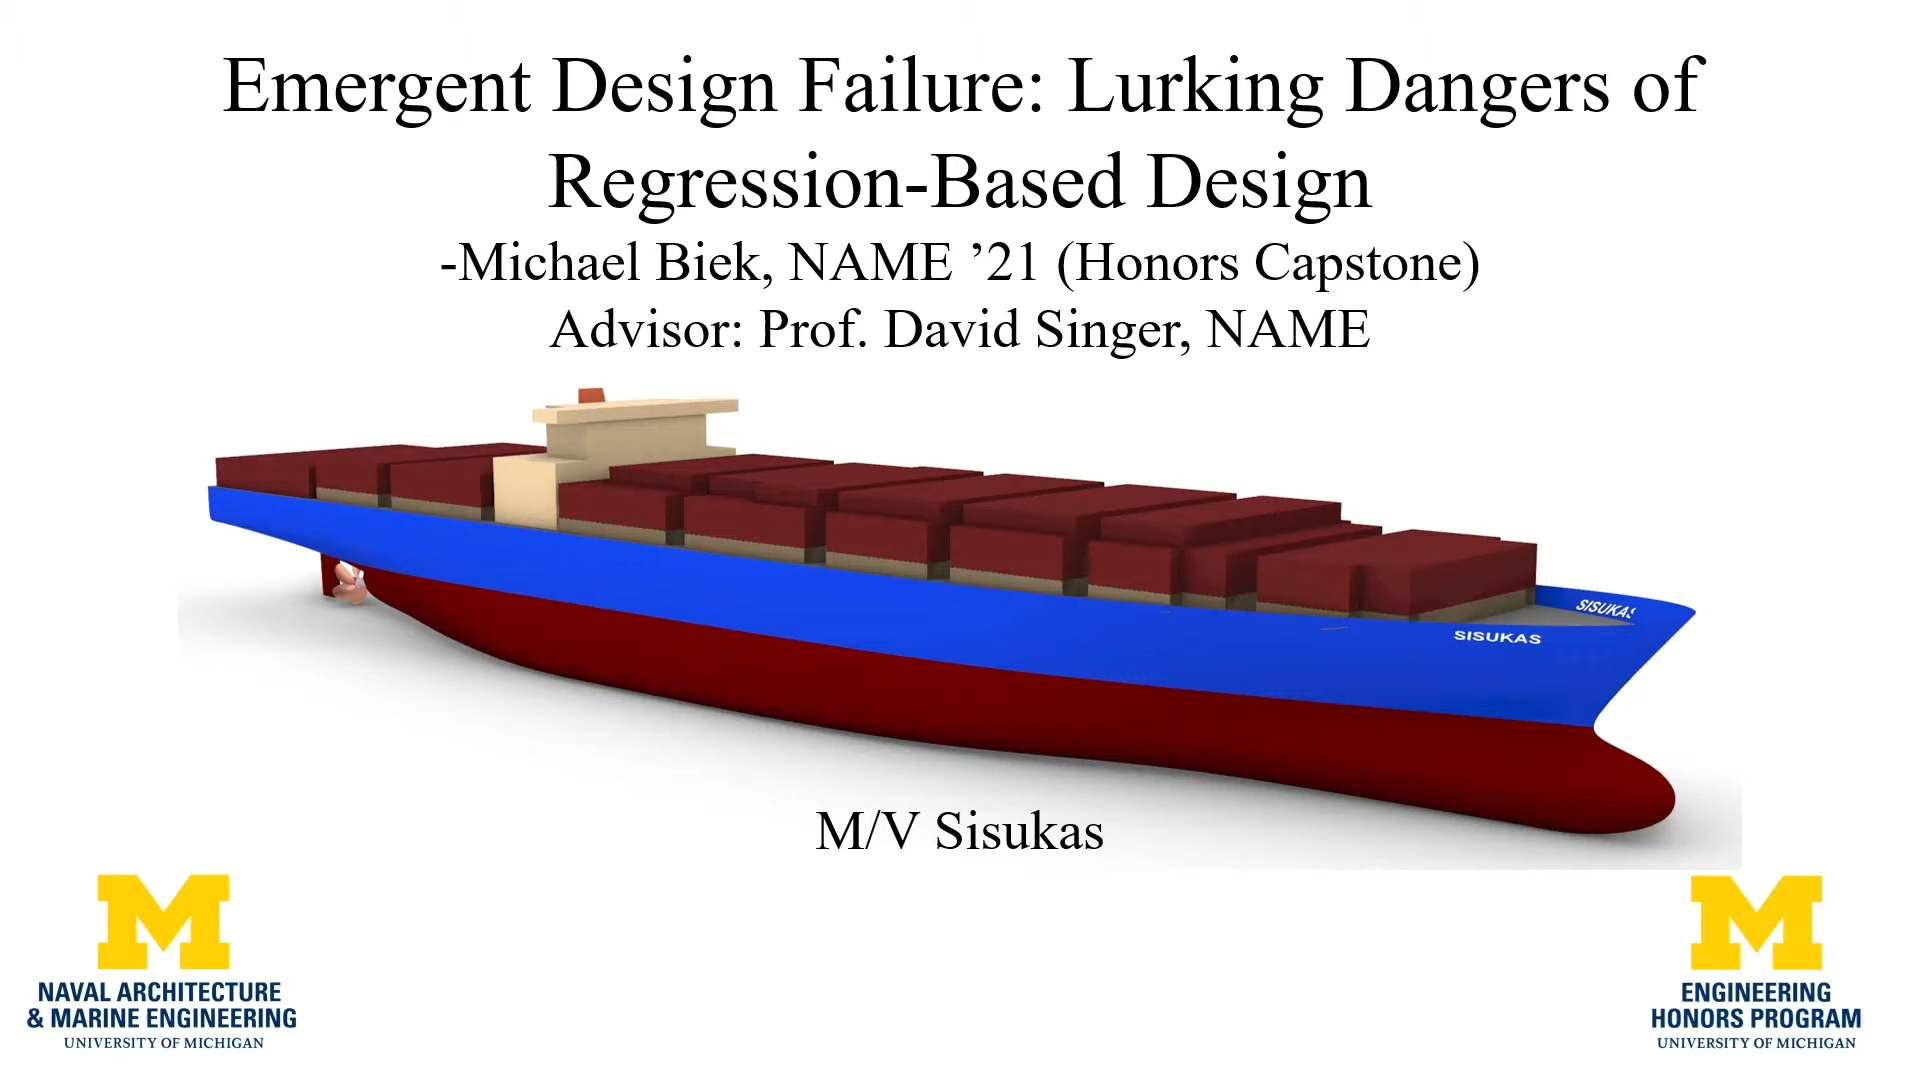 Emergent Design Failure: Lurking Dangers of
Regression-Based Design
-Michael Biek, NAME ’21 (Honors Capstone)
Advisor: Prof. David Singer, NAME
SISUKAS
SISUKAS
M/V Sisukas
M
NAVAL ARCHITECTURE
& MARINE ENGINEERING
UNIVERSITY OF MICHIGAN
M
ENGINEERING
HONORS PROGRAM
UNIVERSITY OF MICHIGAN